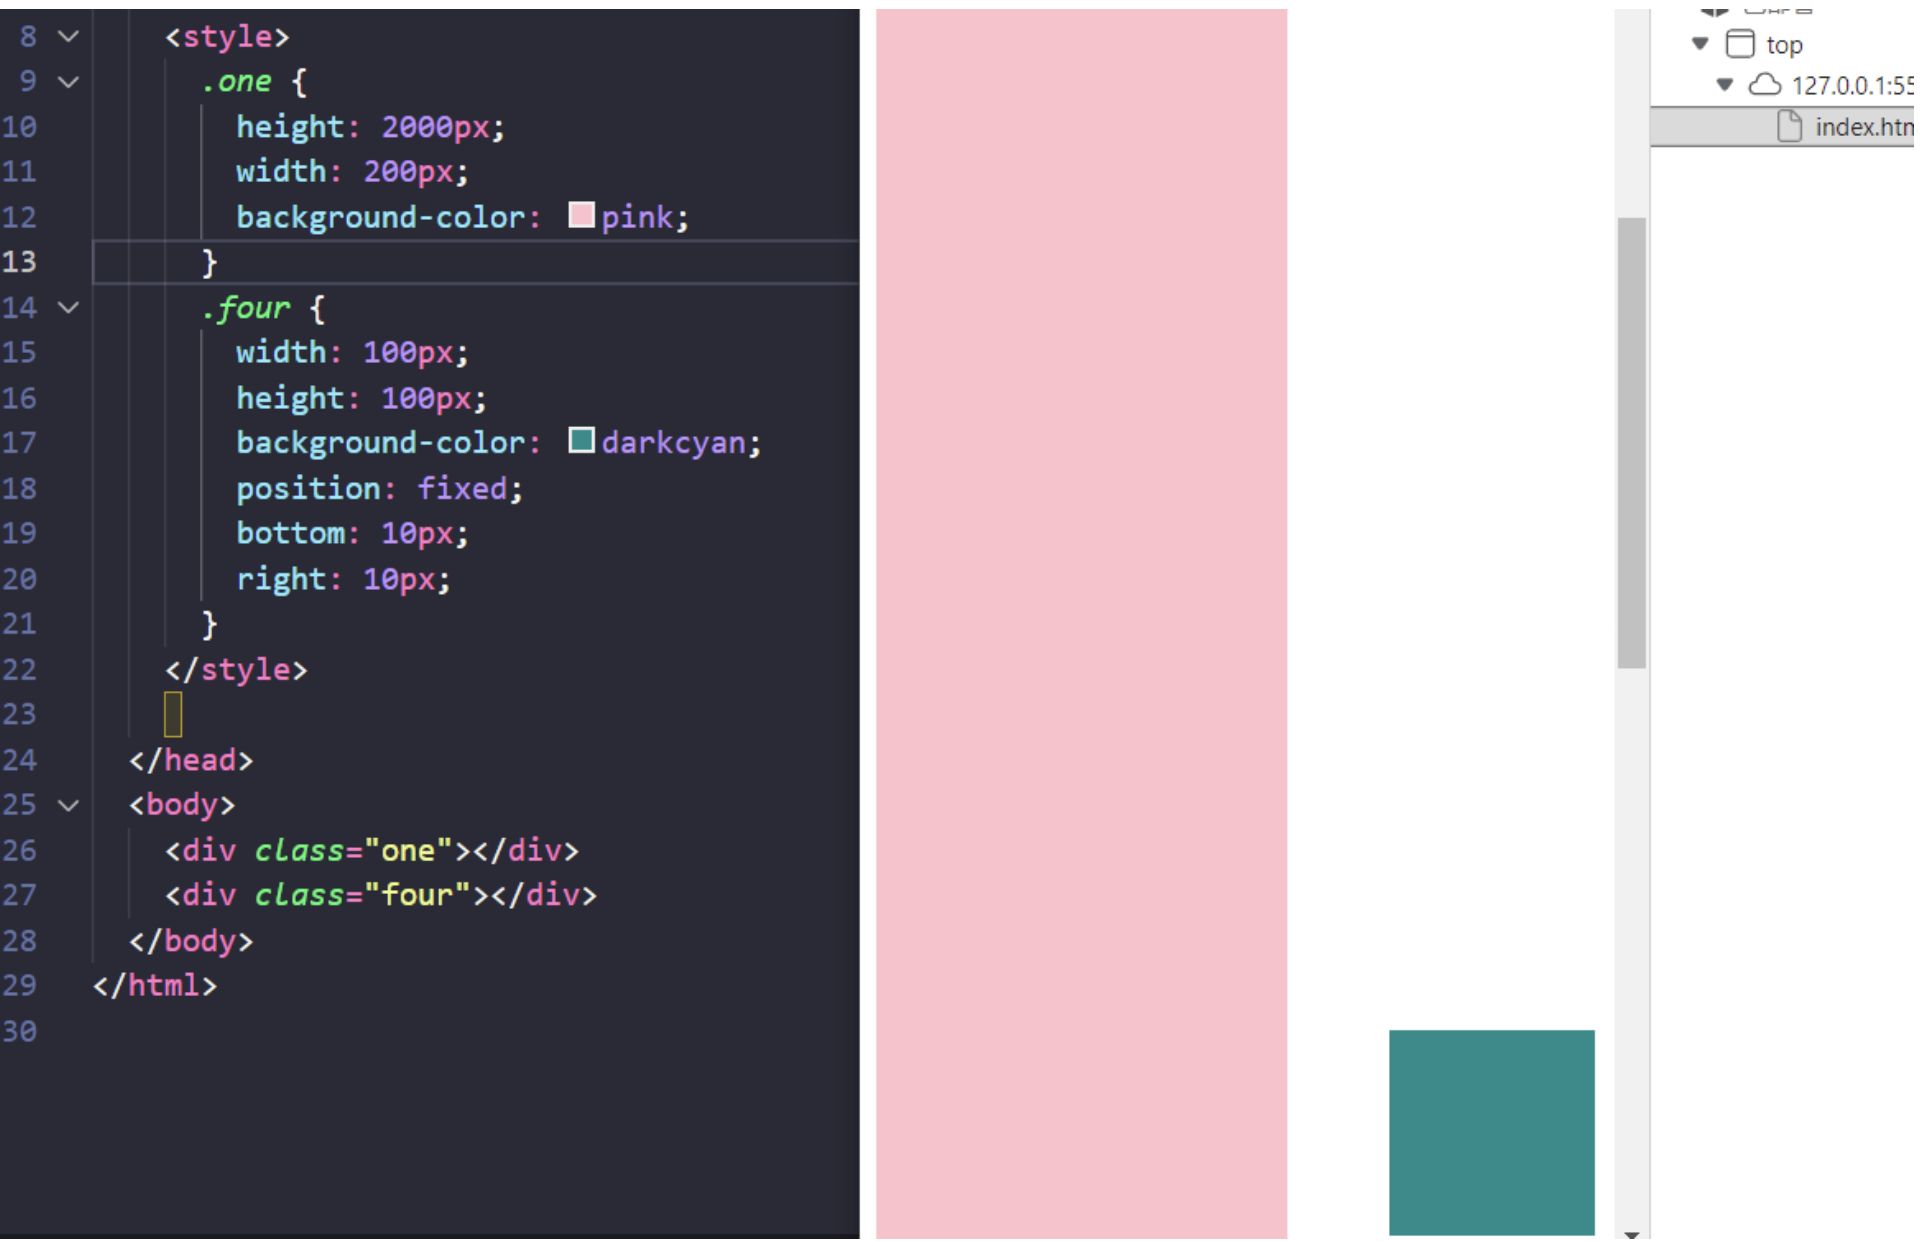 8 <style>
9 .one {
10 height: 2000px;
11 width: 200px;
12 background-color: pink;
13 }
14 .four {
15 width: 100px;
16 height: 100px;
17 background-color: darkcyan;
18 position: fixed;
19 bottom: 10px;
20 right: 10px;
21 }
22 </style>
23
24 </head>
25 <body>
26 <div class="one"></div>
27 <div class="four"></div>
28 </body>
29 </html>
30
top
127.0.0.1:55
index.htm